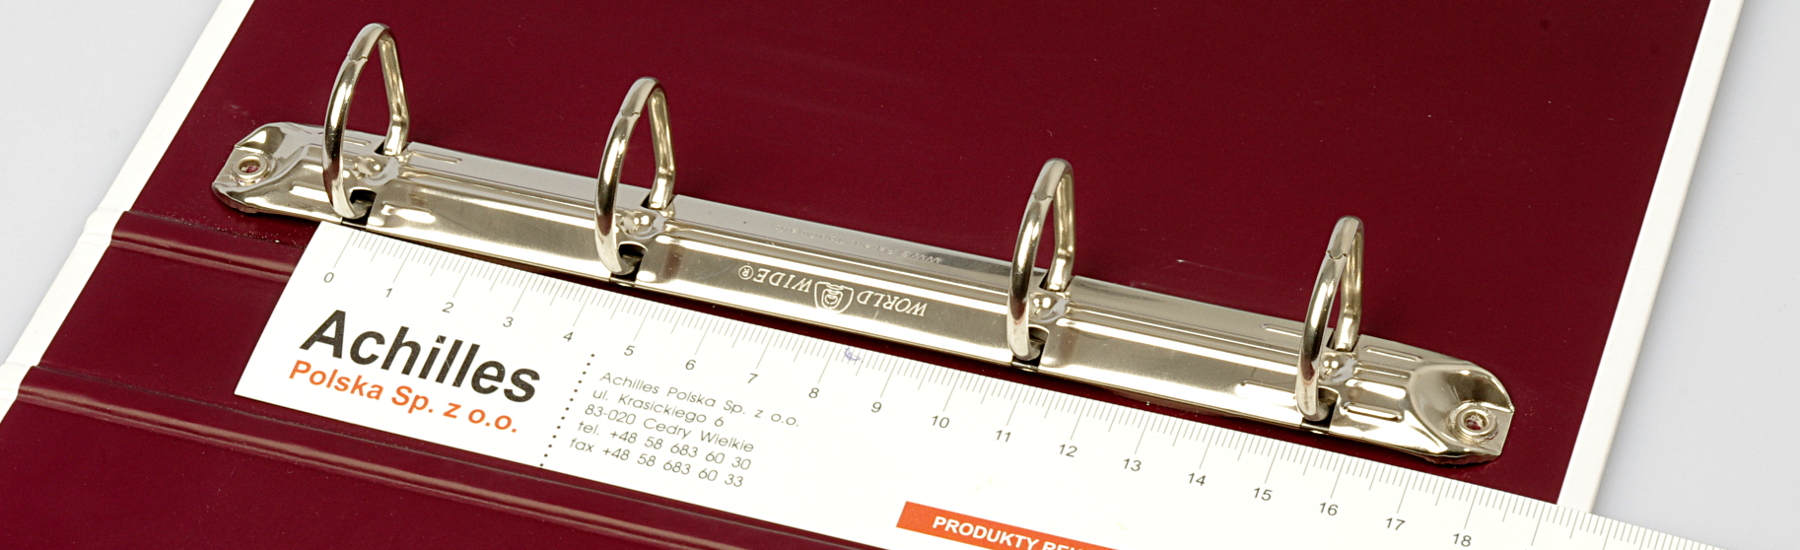 WORLD WIDE®
0 1 2 3 4 5 6 7 8 9 10 11 12 13 14 15 16 17 18
Achilles
Polska Sp. z o.o.
Achilles Polska Sp. z o.o.
ul. Krasickiego 6
83-020 Cedry Wielkie
tel. +48 58 683 60 30
fax +48 58 683 60 33
PRODUKTY